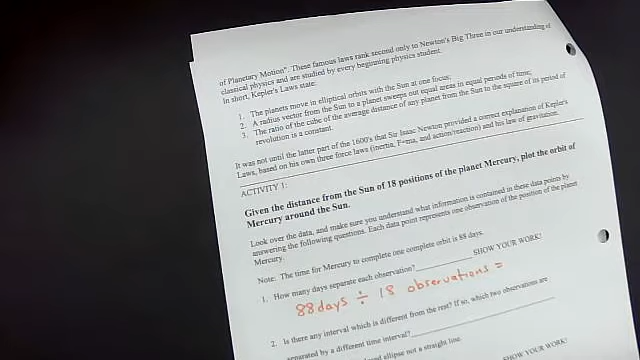 of Planetary Motion". These famous laws rank second only to Newton's Big Three in our understanding of
classical physics and are studied by every beginning physics student.
In short, Kepler's Laws state:
1. The planets move in elliptical orbits with the Sun at one focus;
2. A radius vector from the Sun to a planet sweeps out equal areas in equal periods of time;
3. The ratio of the cube of the average distance of any planet from the Sun to the square of its period of
revolution is a constant.
It was not until the latter part of the 1600's that Sir Isaac Newton provided a correct explanation of Kepler's
Laws, based on his own three force laws (inertia, F=ma, and action/reaction) and his law of gravitation.
ACTIVITY 1:
Given the distance from the Sun of 18 positions of the planet Mercury, plot the orbit of
Mercury around the Sun.
Look over the data, and make sure you understand what information is contained in these data points by
answering the following questions. Each data point represents one observation of the position of the planet
Mercury.
Note: The time for Mercury to complete one complete orbit is 88 days.
1. How many days separate each observation? SHOW YOUR WORK!
88 days ÷ 18 observations =
2. Is there any interval which is different from the rest? If so, which two observations are
separated by a different time interval? SHOW YOUR WORK!
and ellipse not a straight line.